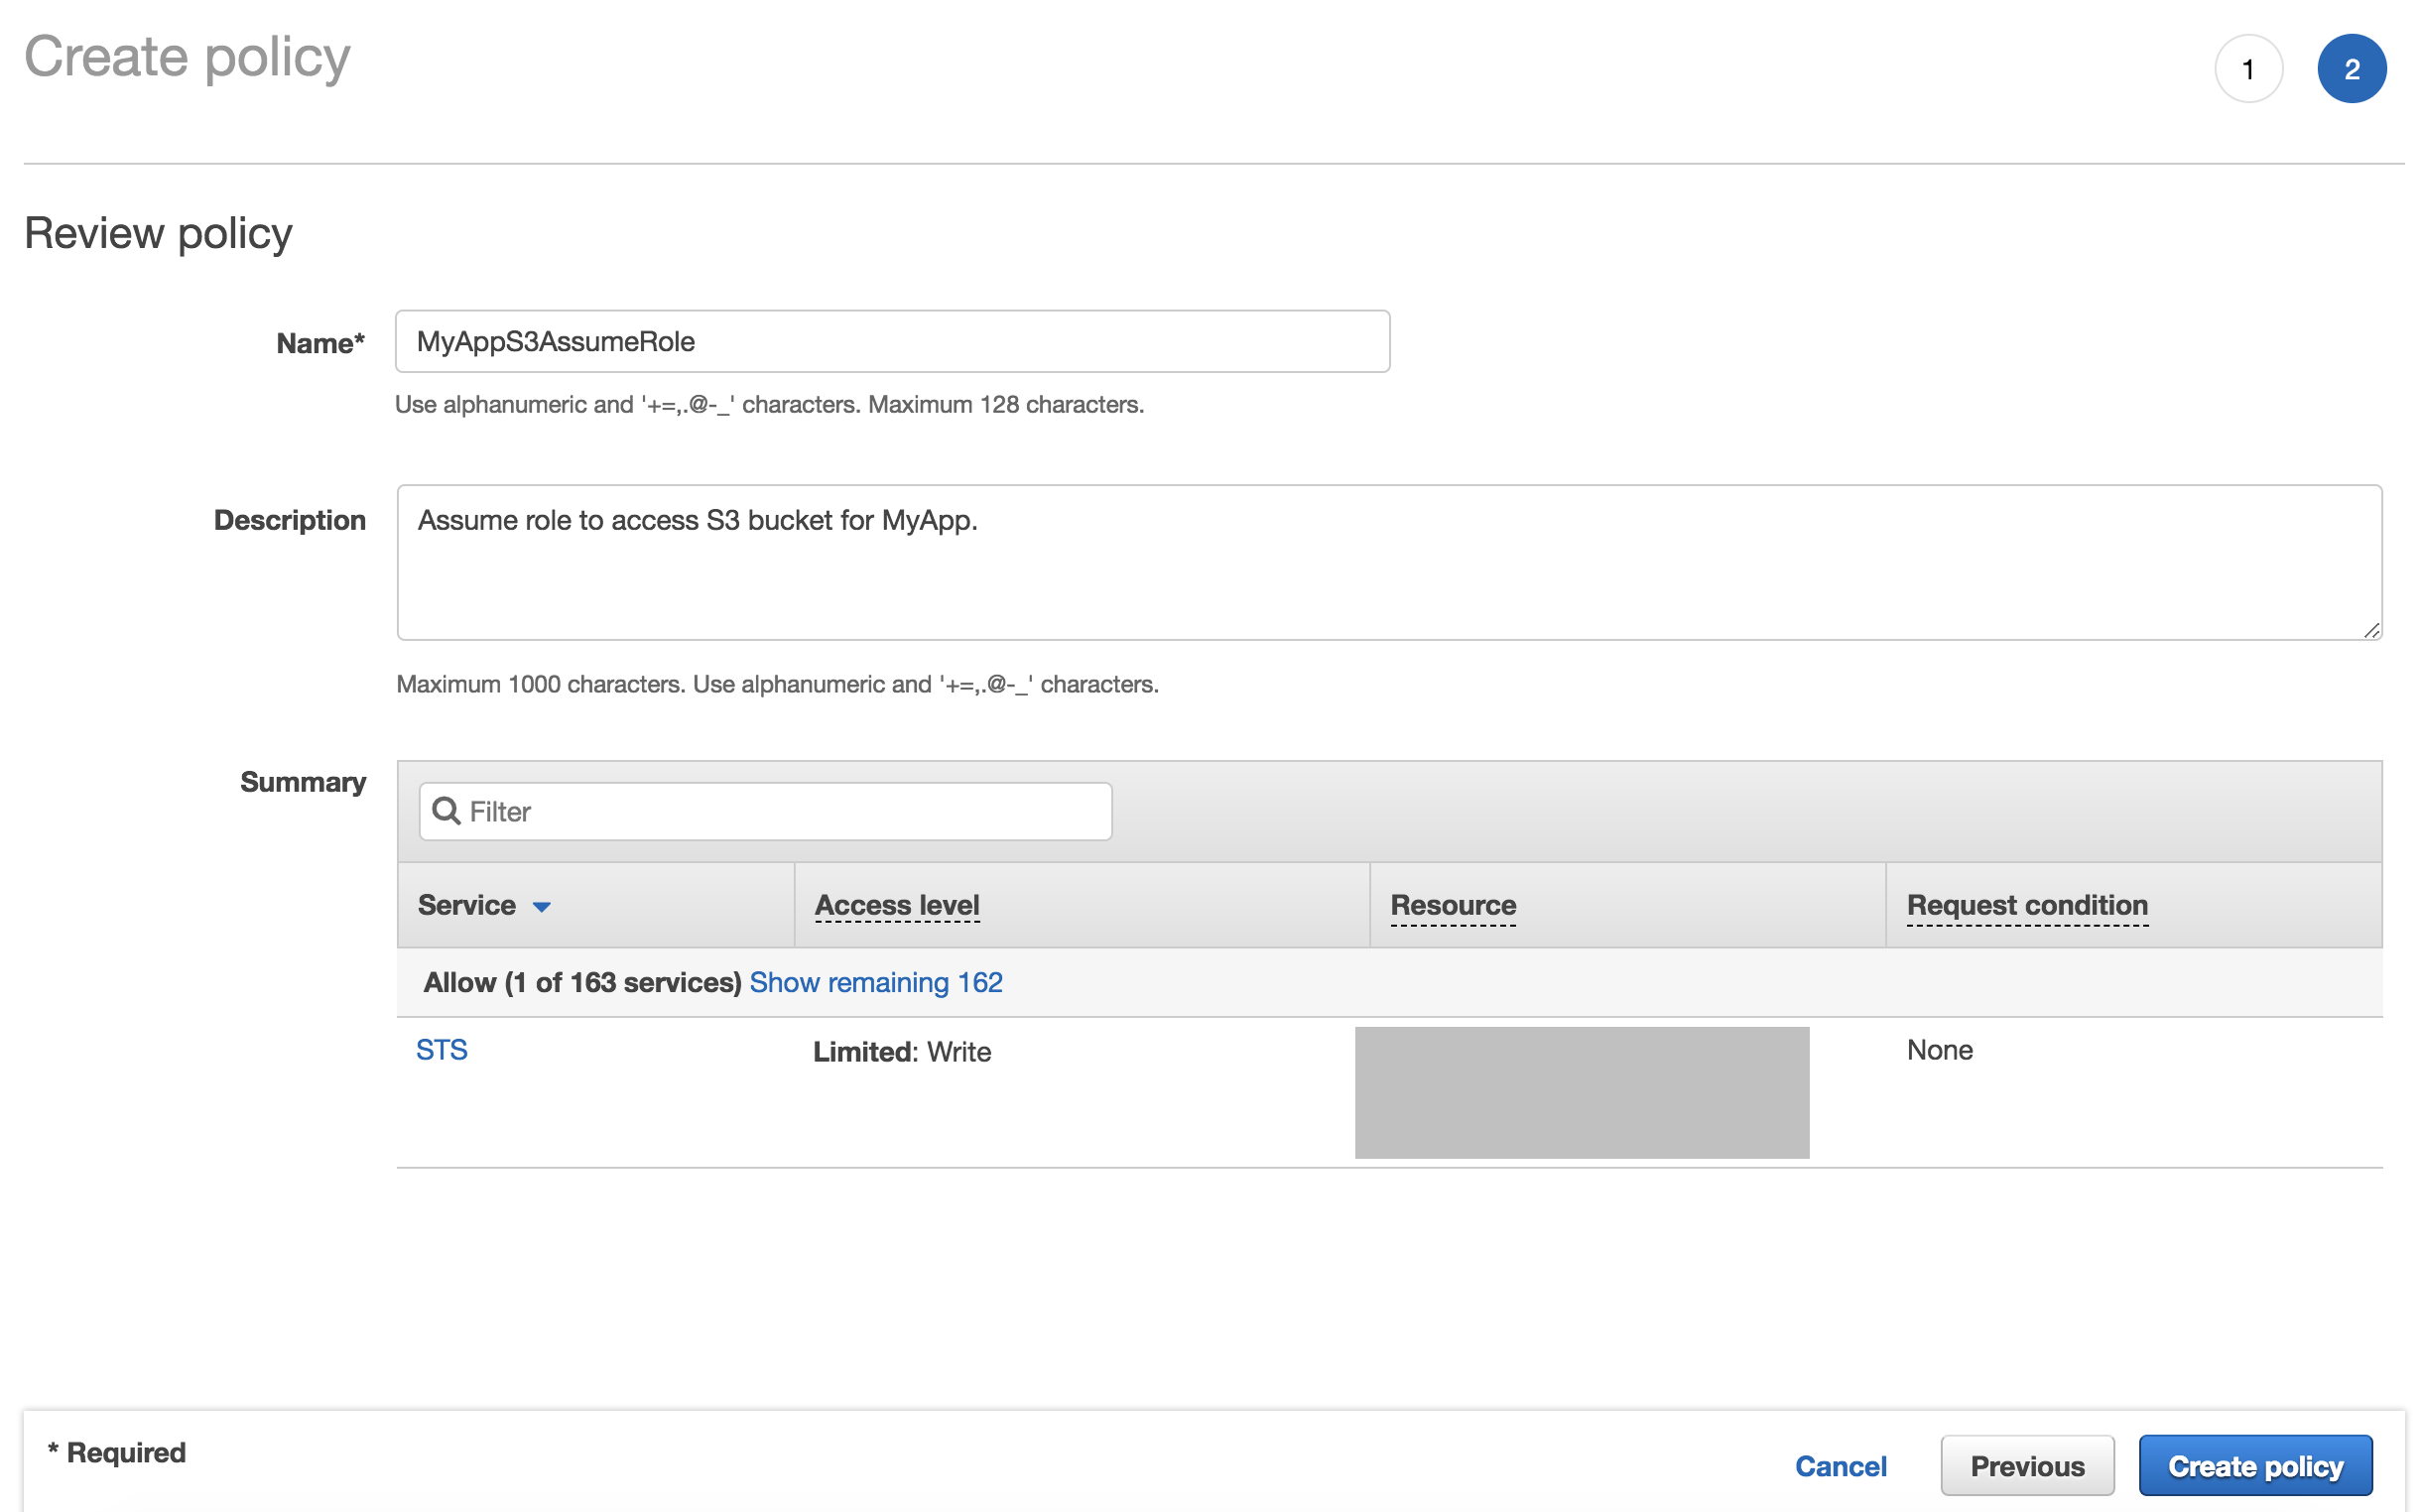 Create policy
1
2
Review policy
Name*
MyAppS3AssumeRole
Use alphanumeric and '+=,.@-_' characters. Maximum 128 characters.
Description
Assume role to access S3 bucket for MyApp.
Maximum 1000 characters. Use alphanumeric and '+=,.@-_' characters.
Summary
Filter
Service
Access level
Resource
Request condition
Allow (1 of 163 services) Show remaining 162
STS
Limited: Write
None
* Required
Cancel
Previous
Create policy